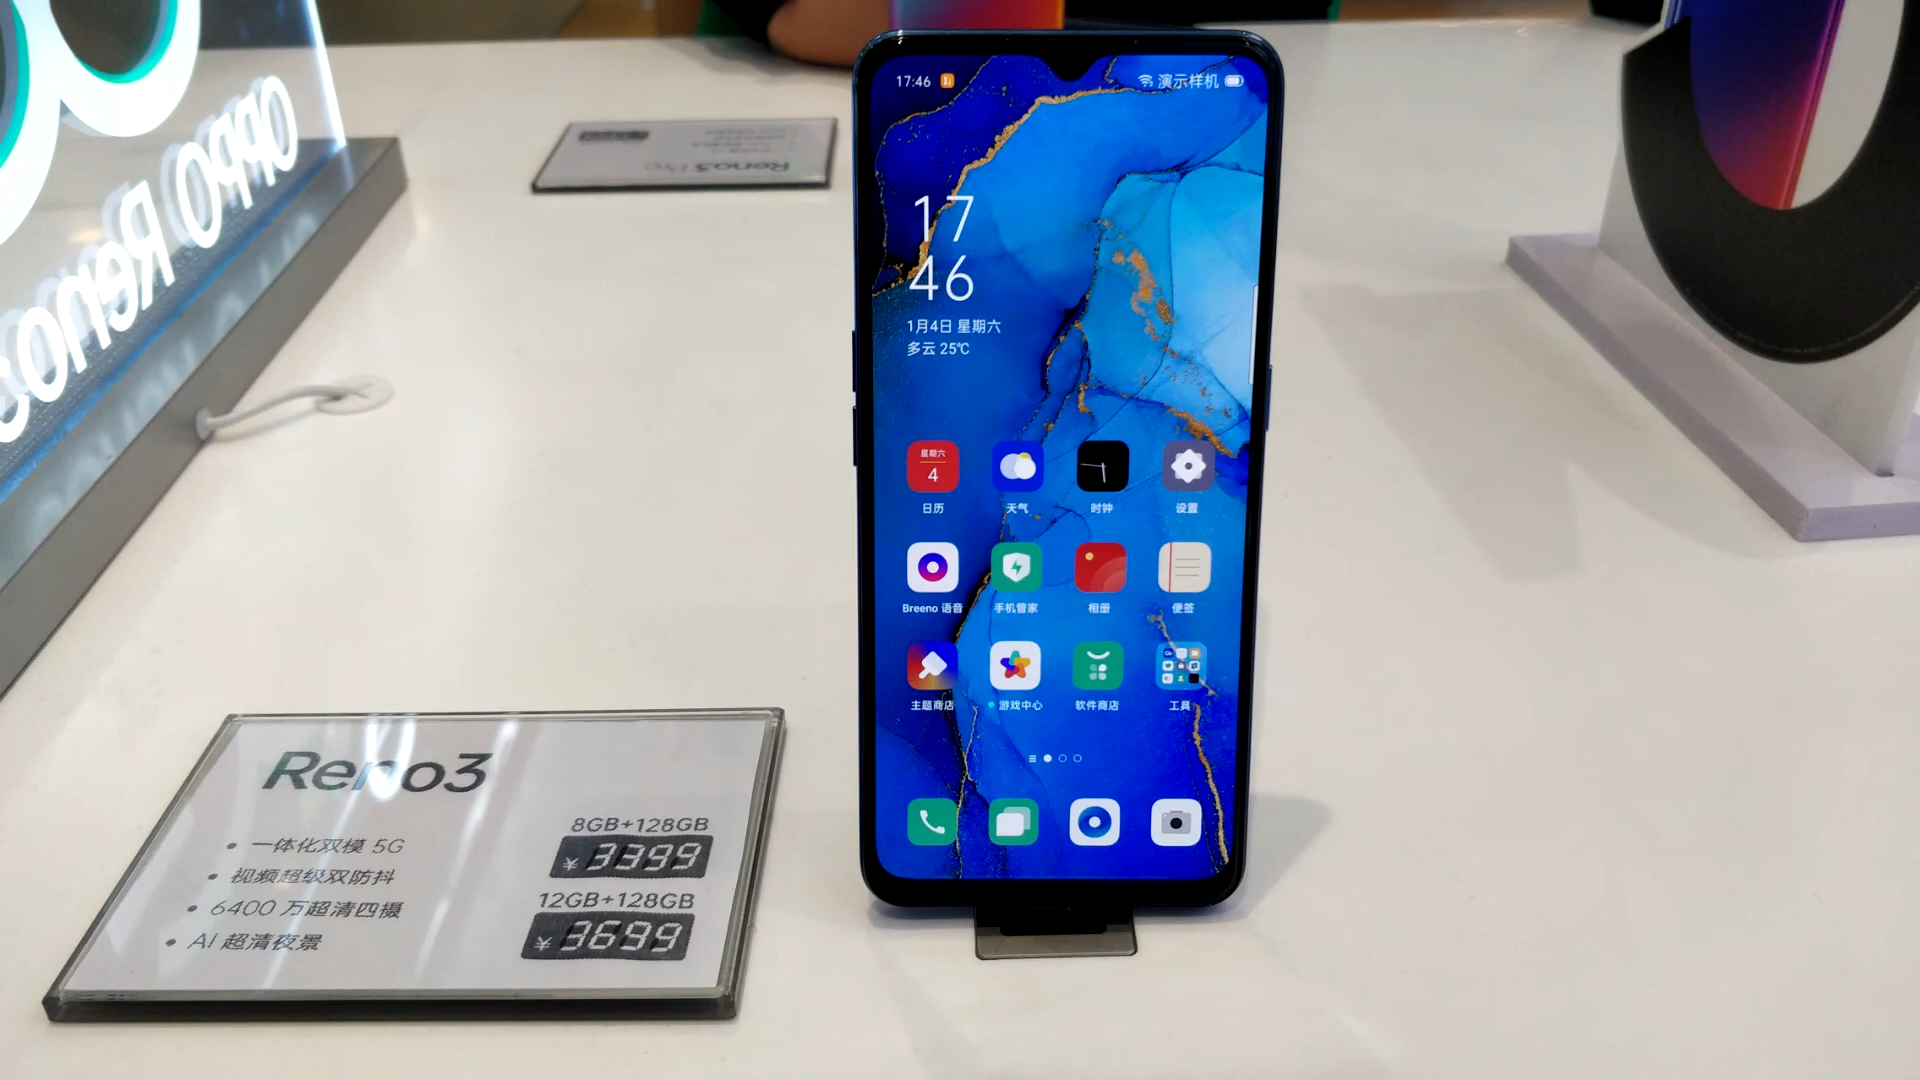 OPPO Reno3
Reno3 Pro
17:46
演示样机
17
46
1月4日 星期六
多云 25℃
星期六
4
日历
天气
时钟
设置
Breeno 语音
手机管家
相册
便签
主题商店
游戏中心
软件商店
工具
Reno3
• 一体化双模 5G
• 视频超级双防抖
• 6400 万超清四摄
• AI 超清夜景
8GB+128GB
¥ 3399
12GB+128GB
¥ 3699